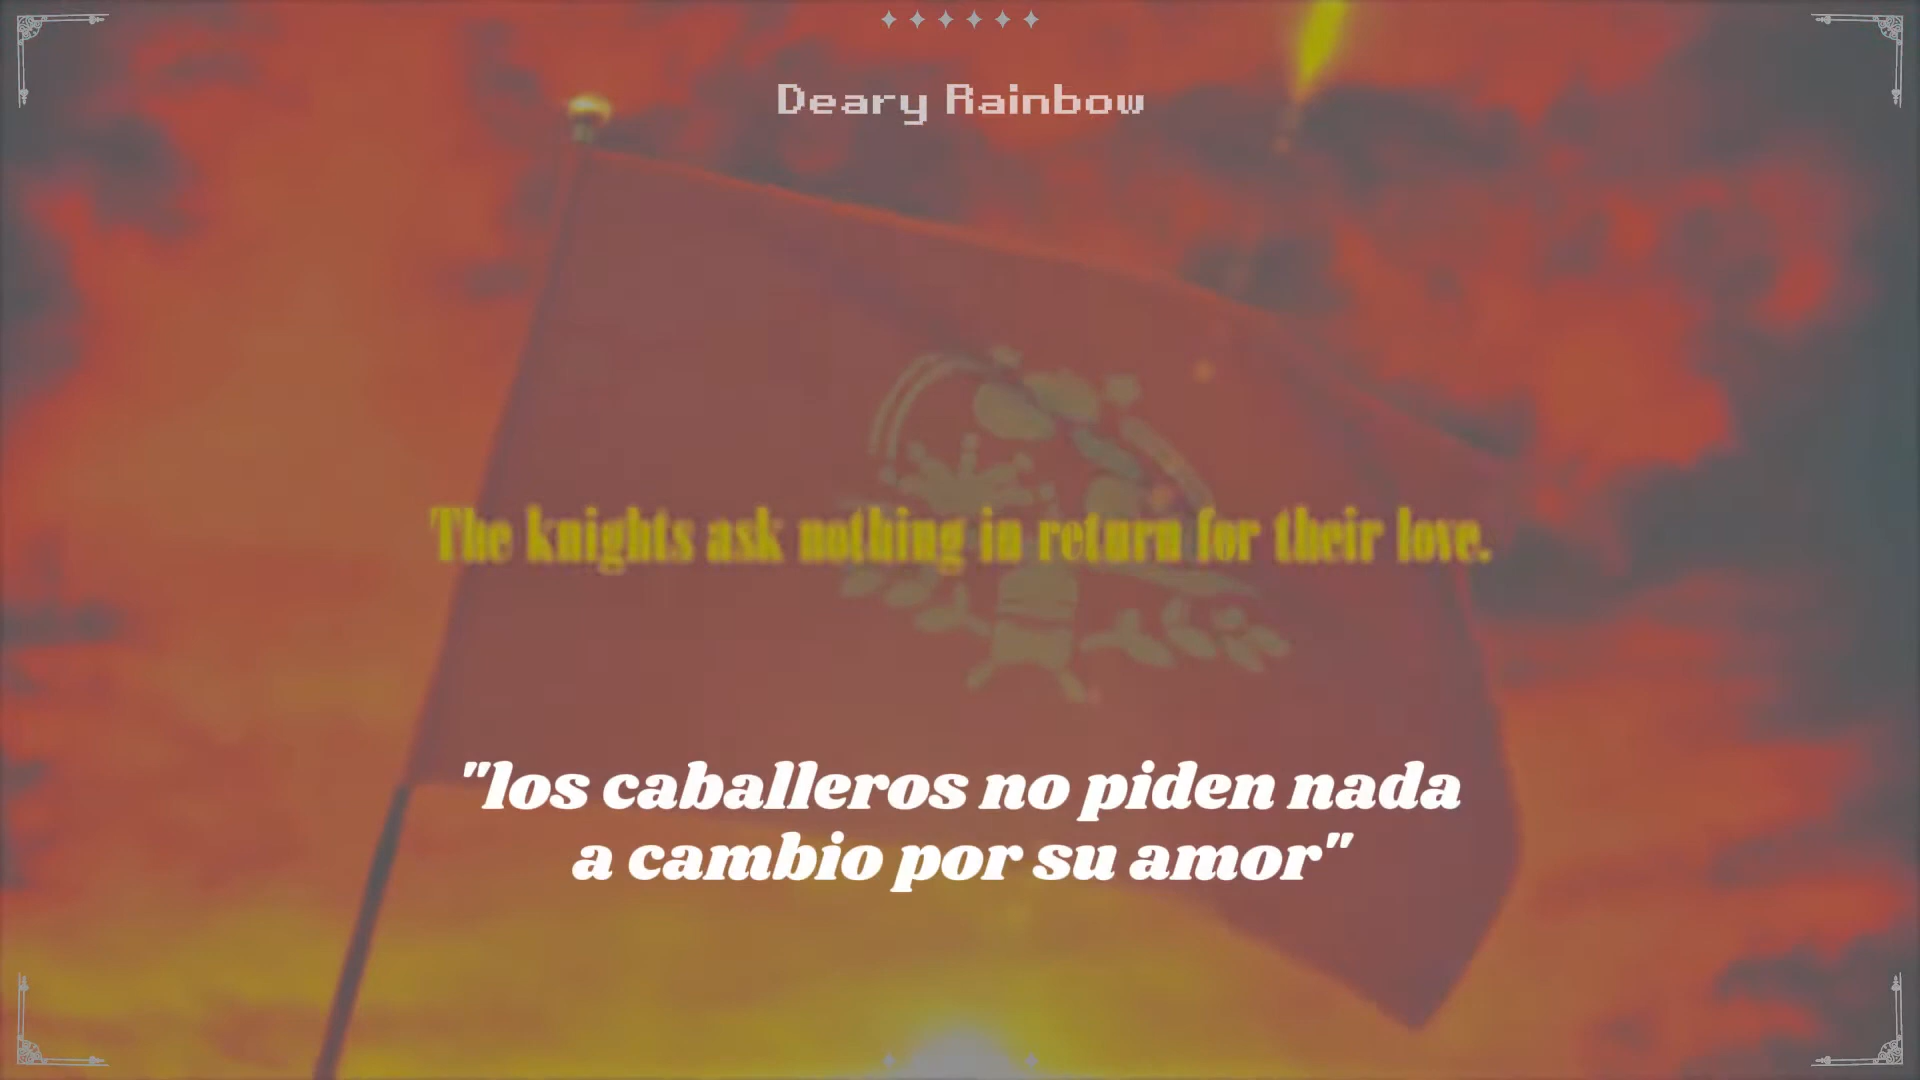 Deary Rainbow
The knights ask nothing in return for their love.
"los caballeros no piden nada
a cambio por su amor"